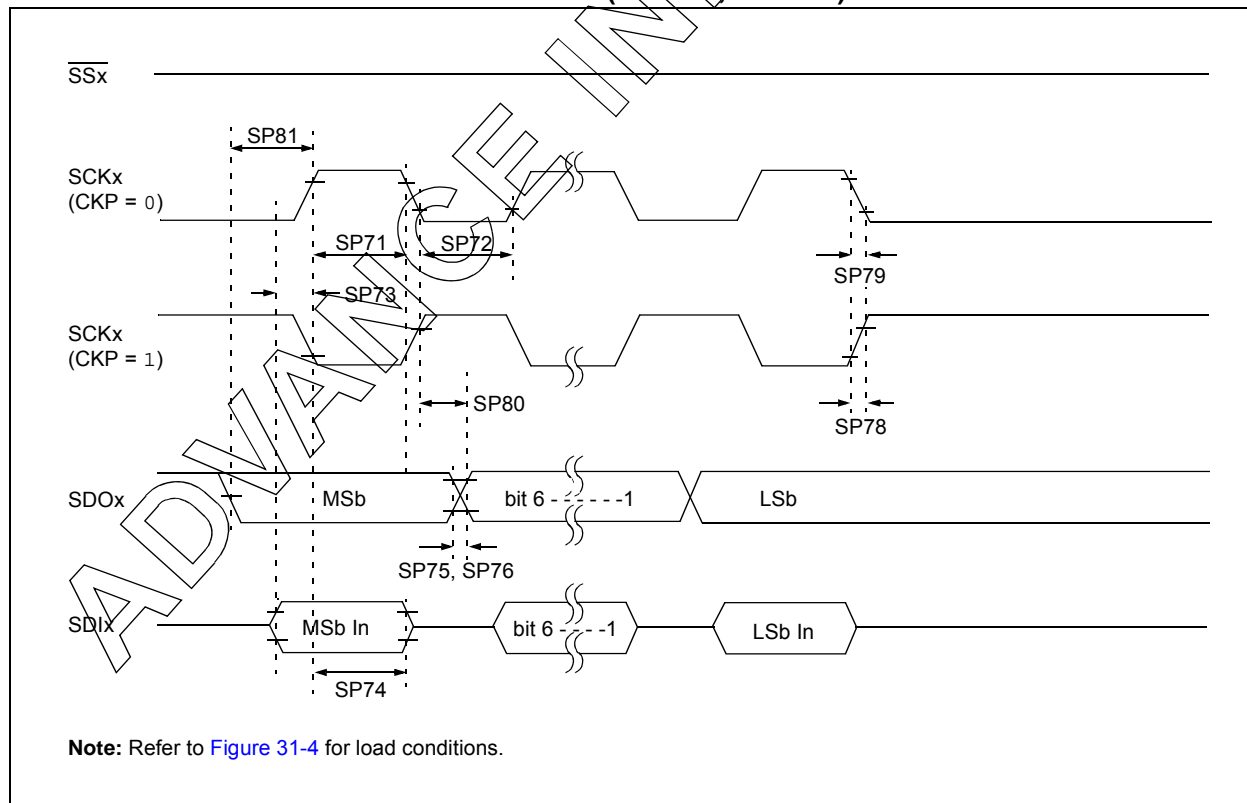 SSx
SP81
SCKx
(CKP = 0)
SP71
SP72
SP73
SP79
SCKx
(CKP = 1)
SP80
SP78
SDOx
MSb
bit 6 - - - - - - -1
LSb
SP75, SP76
SDIx
MSb In
bit 6 - - - - -1
LSb In
SP74
Note: Refer to Figure 31-4 for load conditions.
ADVANCE IN